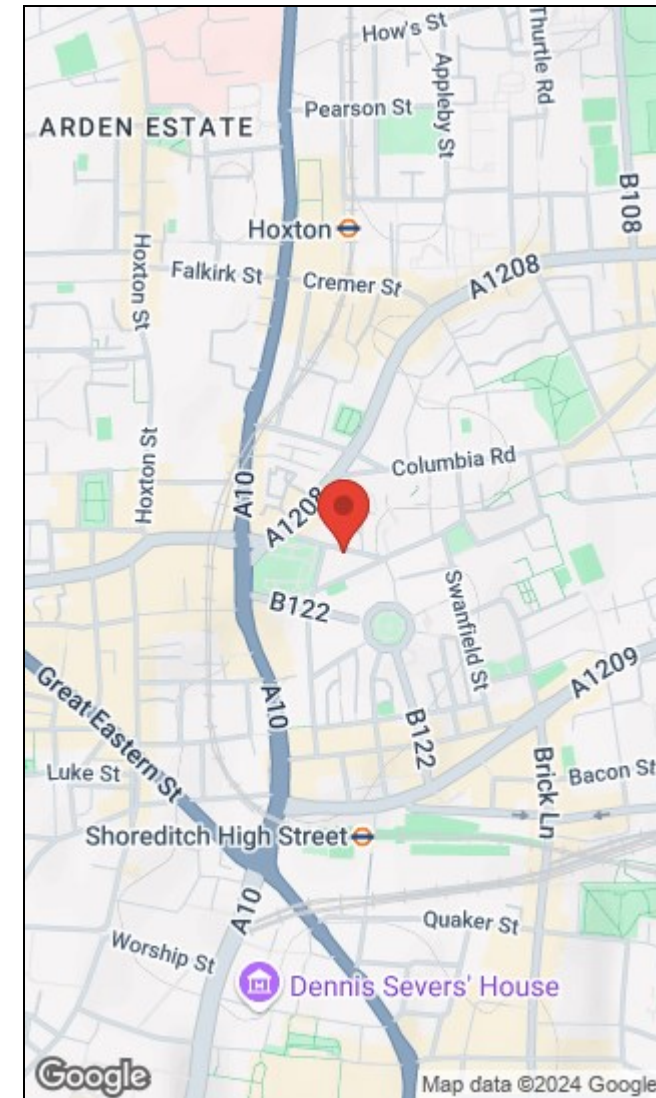 How's St
Thurtle Rd
Appleby St
Pearson St
ARDEN ESTATE
B108
Hoxton
Hoxton St
Falkirk St
Cremer St
A1208
Columbia Rd
Hoxton St
A10
A1208
B122
Swanfield St
A1209
Great Eastern St
A10
B122
Luke St
Brick Ln
Bacon St
Shoreditch High Street
A10
Quaker St
Worship St
Dennis Severs' House
Google
Map data ©2024 Google